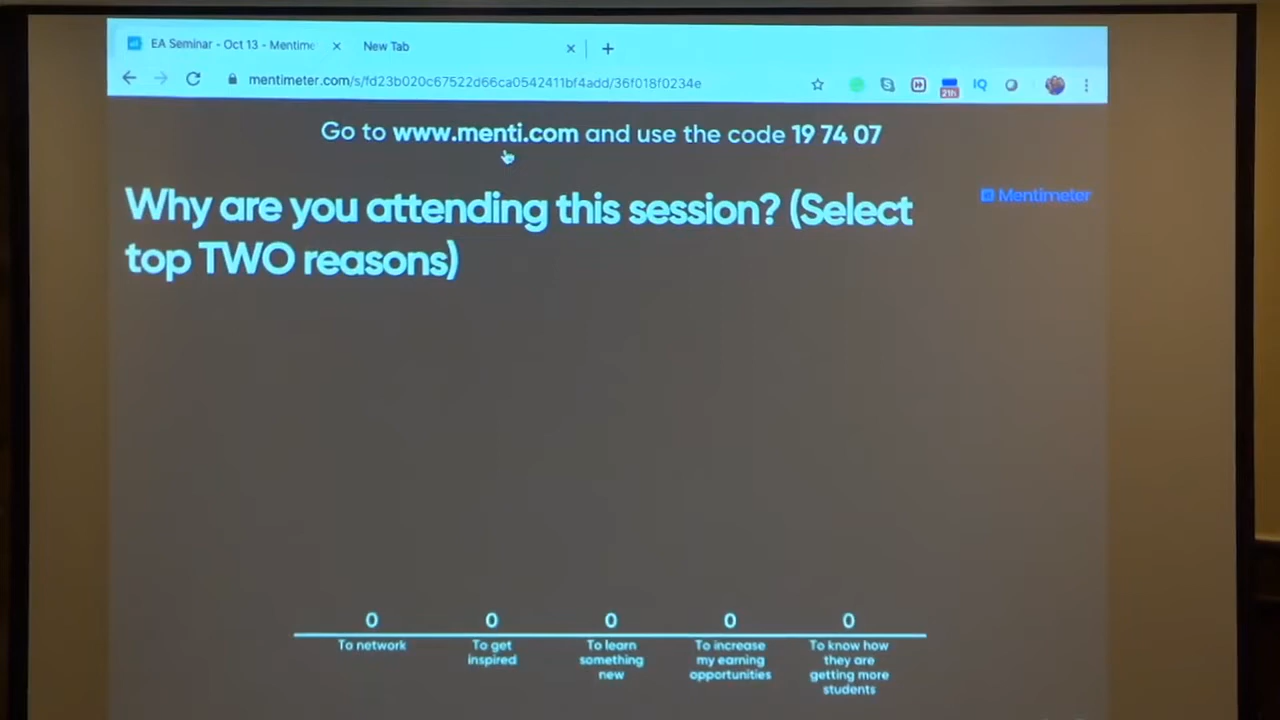 EA Seminar - Oct 13 - Mentime
New Tab
mentimeter.com/s/fd23b020c67522d66ca0542411bf4add/36f018f0234e
21h
IQ
Go to www.menti.com and use the code 19 74 07
Mentimeter
Why are you attending this session? (Select
top TWO reasons)
0
0
0
0
0
To network
To get
inspired
To learn
something
new
To increase
my earning
opportunities
To know how
they are
getting more
students